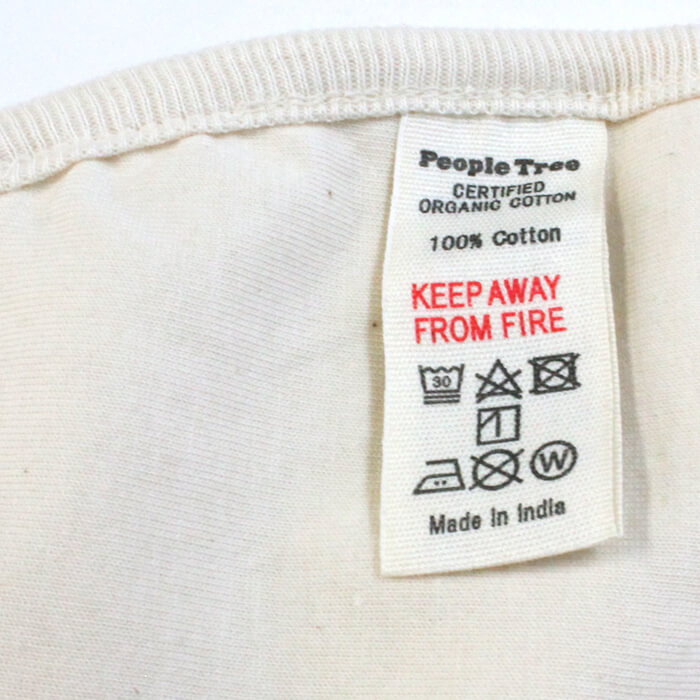 People Tree
CERTIFIED
ORGANIC COTTON
100% Cotton
KEEP AWAY
FROM FIRE
30
W
Made in India